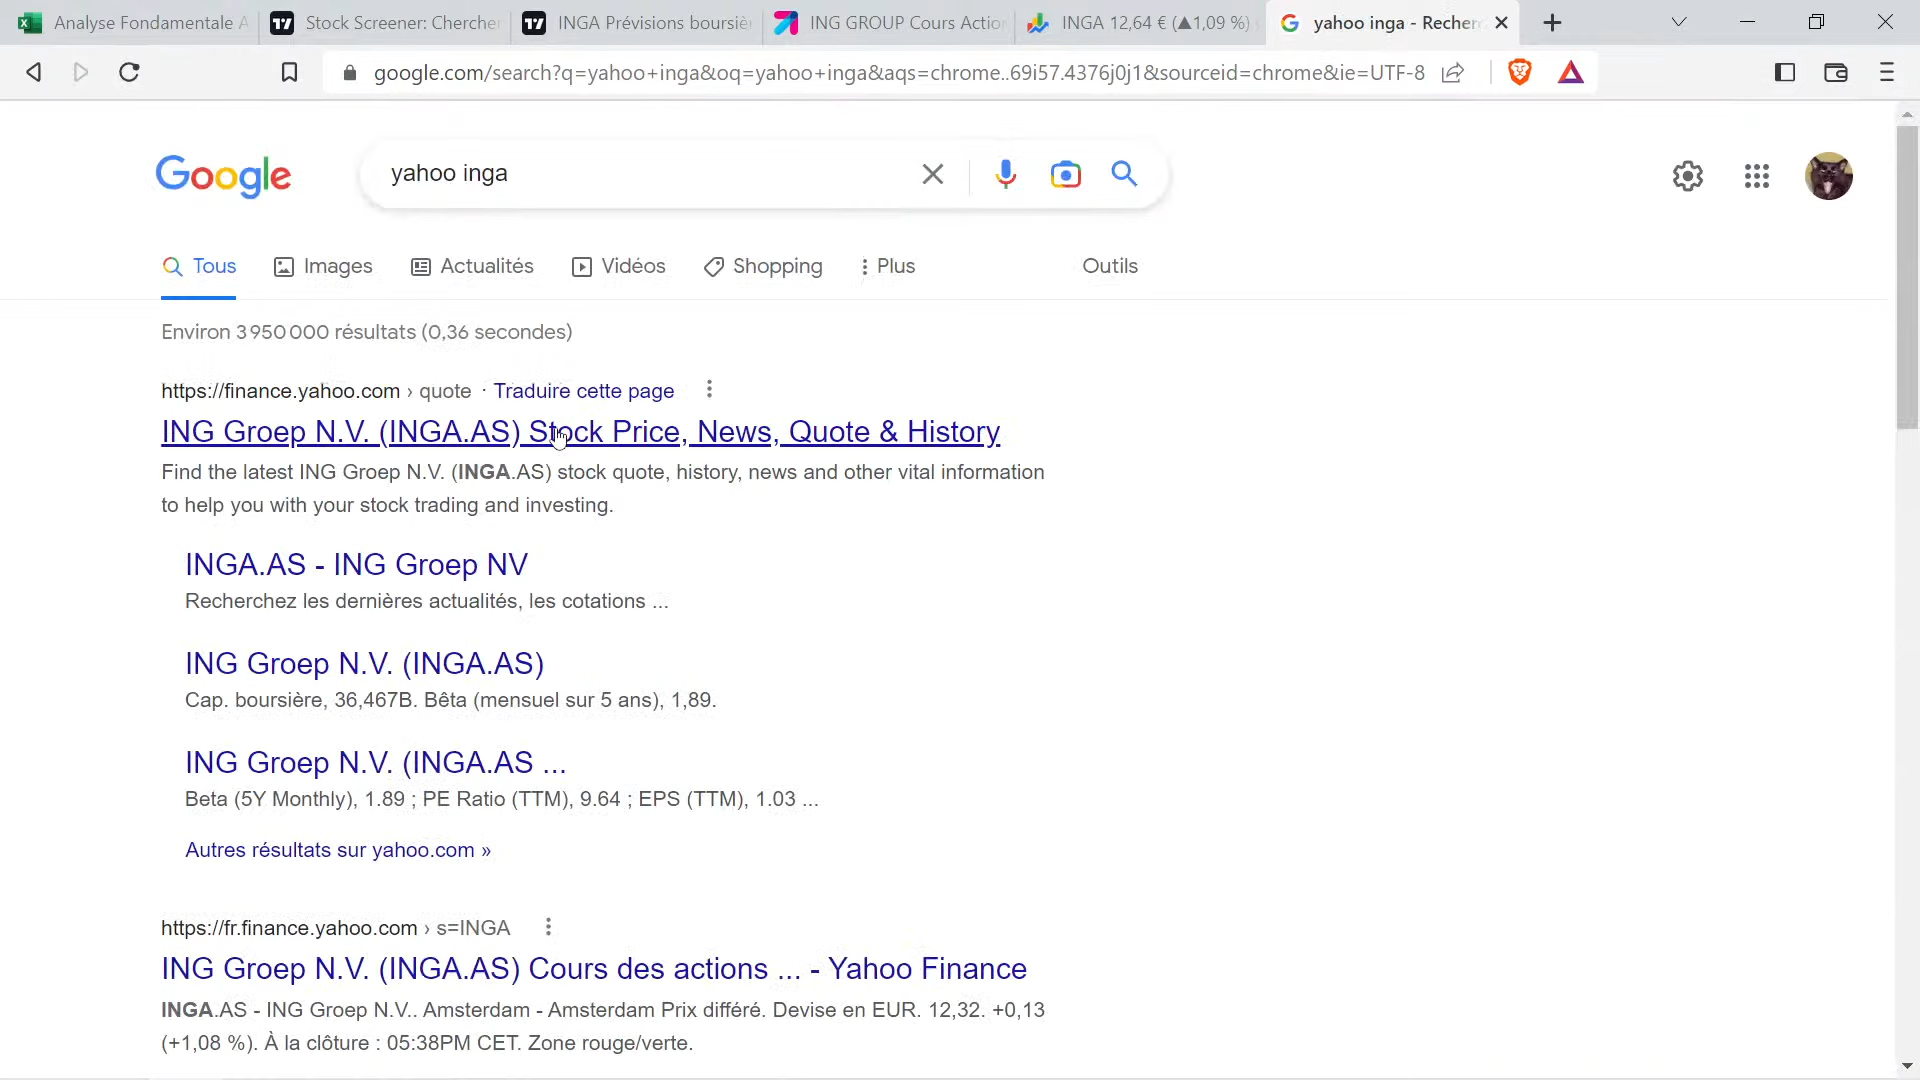 Analyse Fondamentale A
Stock Screener: Chercher
INGA Prévisions boursiè
ING GROUP Cours Action
INGA 12,64 € (▲1,09 %)
yahoo inga - Recher
google.com/search?q=yahoo+inga&oq=yahoo+inga&aqs=chrome..69i57.4376j0j1&sourceid=chrome&ie=UTF-8
Google
yahoo inga
Tous
Images
Actualités
Vidéos
Shopping
Plus
Outils
Environ 3 950 000 résultats (0,36 secondes)
https://finance.yahoo.com › quote · Traduire cette page
ING Groep N.V. (INGA.AS) Stock Price, News, Quote & History
Find the latest ING Groep N.V. (INGA.AS) stock quote, history, news and other vital information
to help you with your stock trading and investing.
INGA.AS - ING Groep NV
Recherchez les dernières actualités, les cotations ...
ING Groep N.V. (INGA.AS)
Cap. boursière, 36,467B. Bêta (mensuel sur 5 ans), 1,89.
ING Groep N.V. (INGA.AS ...
Beta (5Y Monthly), 1.89 ; PE Ratio (TTM), 9.64 ; EPS (TTM), 1.03 ...
Autres résultats sur yahoo.com »
https://fr.finance.yahoo.com › s=INGA
ING Groep N.V. (INGA.AS) Cours des actions ... - Yahoo Finance
INGA.AS - ING Groep N.V.. Amsterdam - Amsterdam Prix différé. Devise en EUR. 12,32. +0,13
(+1,08 %). À la clôture : 05:38PM CET. Zone rouge/verte.